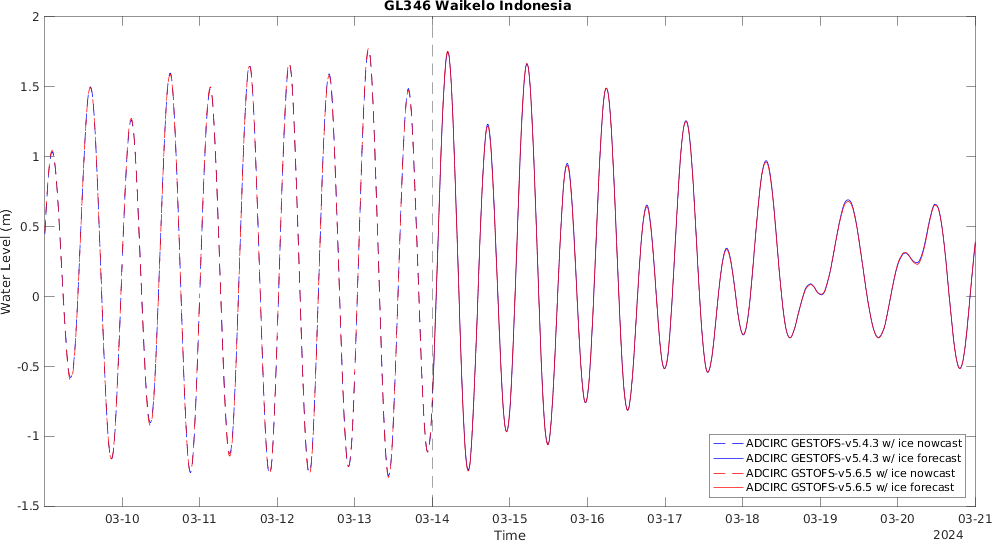 GL346 Waikelo Indonesia
2
1.5
1
0.5
0
-0.5
-1
-1.5
Water Level (m)
03-10 03-11 03-12 03-13 03-14 03-15 03-16 03-17 03-18 03-19 03-20 03-21
Time
2024
ADCIRC GESTOFS-v5.4.3 w/ ice nowcast
ADCIRC GESTOFS-v5.4.3 w/ ice forecast
ADCIRC GSTOFS-v5.6.5 w/ ice nowcast
ADCIRC GSTOFS-v5.6.5 w/ ice forecast